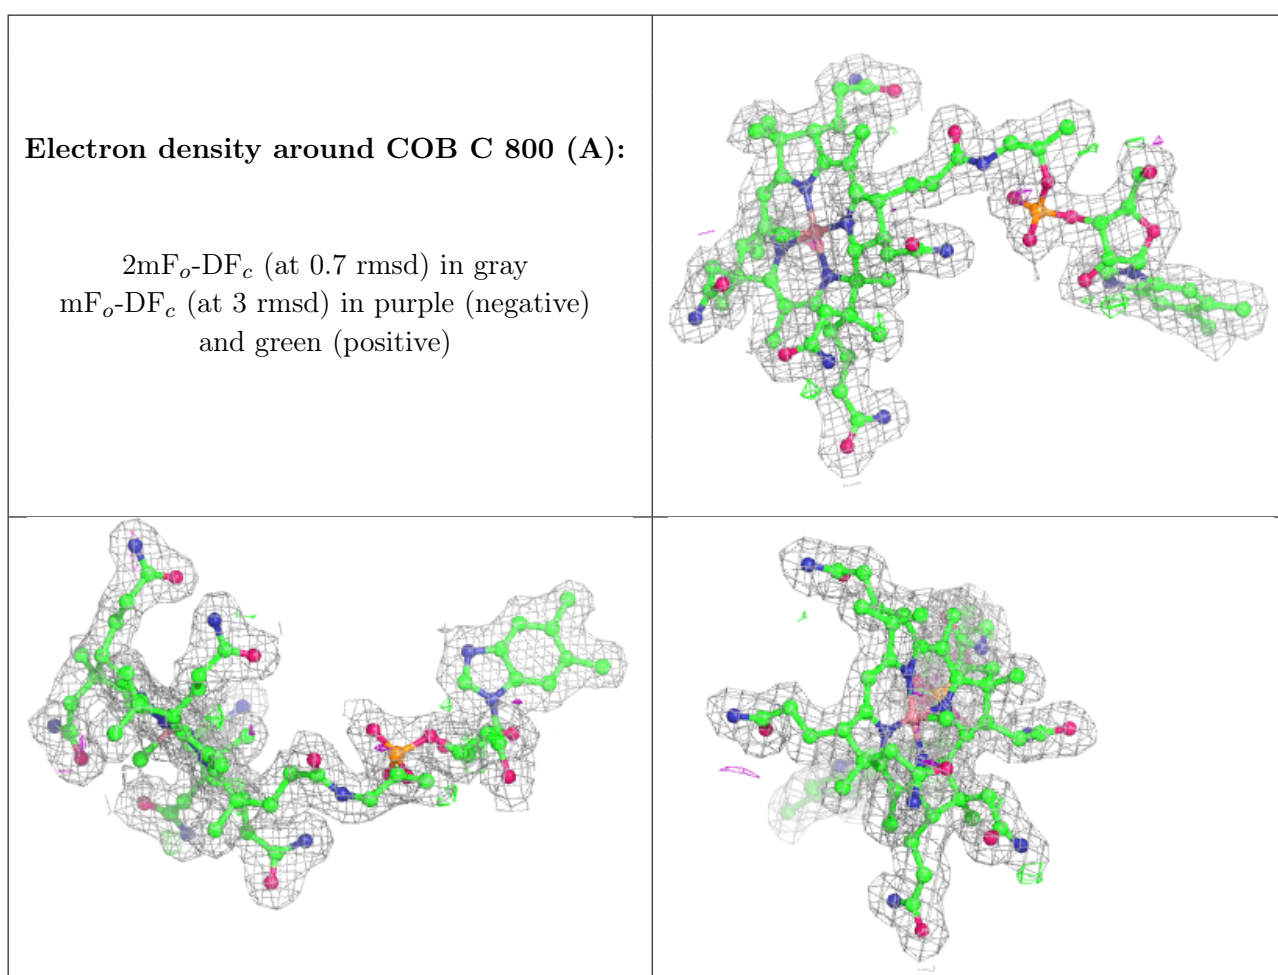 Electron density around COB C 800 (A):
2mFₒ-DF𝒸 (at 0.7 rmsd) in gray
mFₒ-DF𝒸 (at 3 rmsd) in purple (negative)
and green (positive)